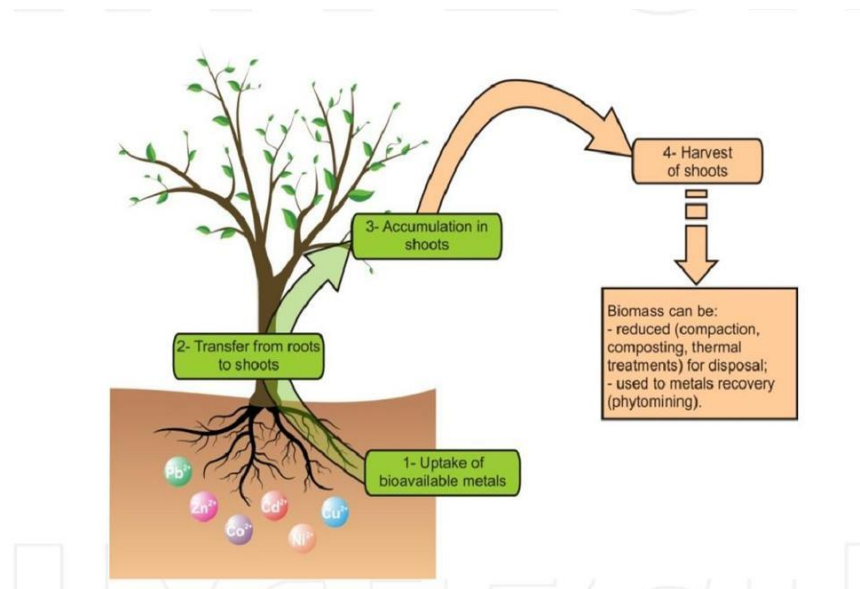 4- Harvest
of shoots
3- Accumulation in
shoots
Biomass can be:
- reduced (compaction,
composting, thermal
treatments) for disposal;
- used to metals recovery
(phytomining).
2- Transfer from roots
to shoots
1- Uptake of
bioavailable metals
Pb²⁺
Zn²⁺
Cd²⁺
Cu²⁺
Co²⁺
Ni²⁺